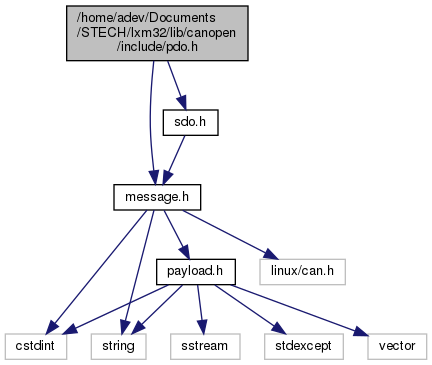 /home/adev/Documents
/STECH/lxm32/lib/canopen
/include/pdo.h
sdo.h
message.h
payload.h
linux/can.h
cstdint
string
sstream
stdexcept
vector